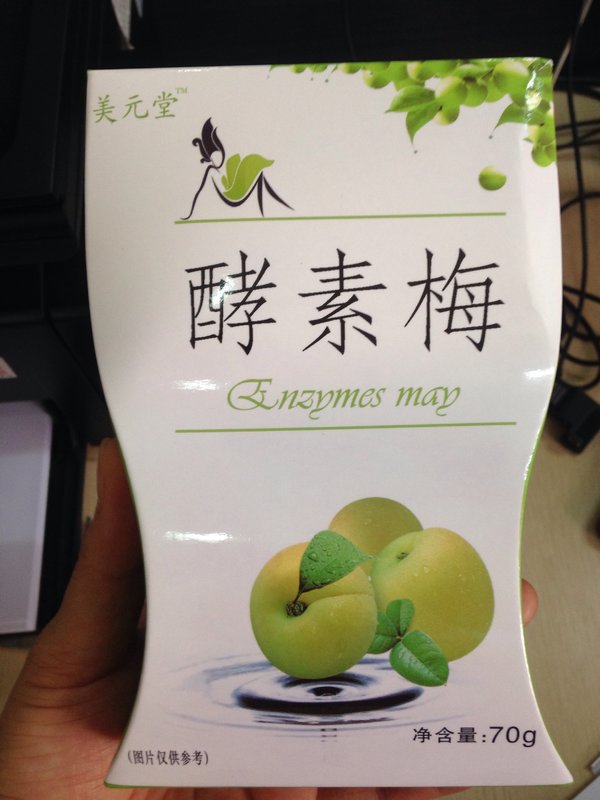 美元堂™
酵素梅
Enzymes may
净含量:70g
(图片仅供参考)